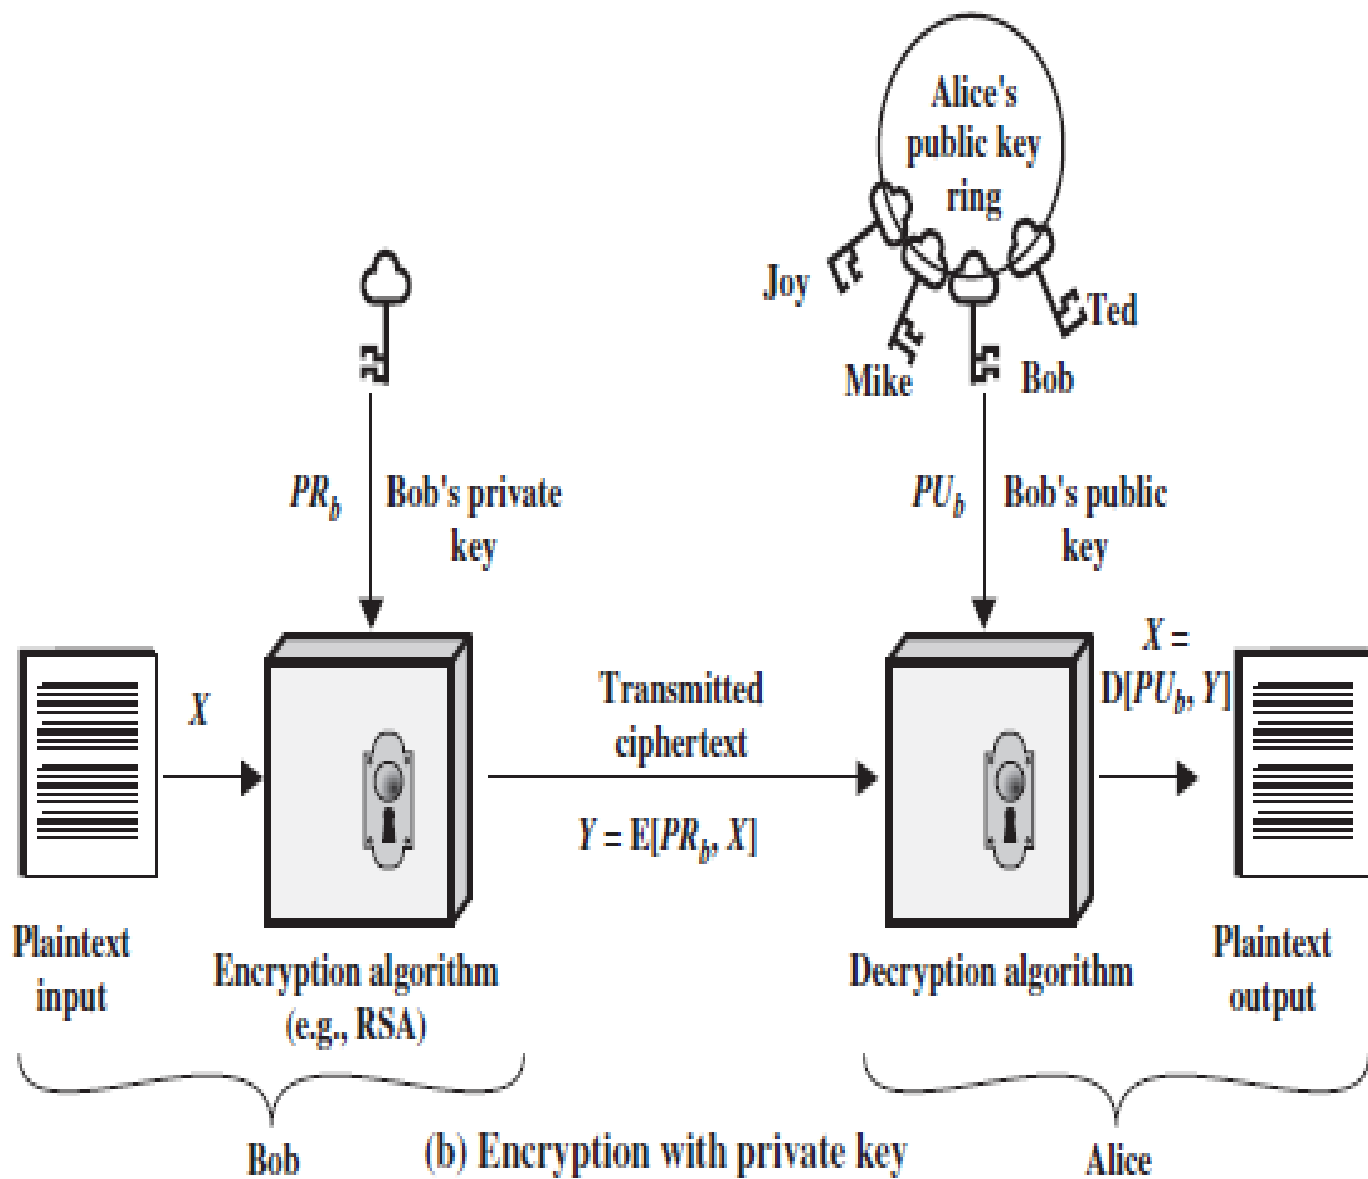 Alice's
public key
ring
Joy
Ted
Mike
Bob
PR_b
Bob's private
key
PU_b
Bob's public
key
X
Transmitted
ciphertext
Y = E[PR_b, X]
X =
D[PU_b, Y]
Plaintext
input
Encryption algorithm
(e.g., RSA)
Decryption algorithm
Plaintext
output
Bob
(b) Encryption with private key
Alice